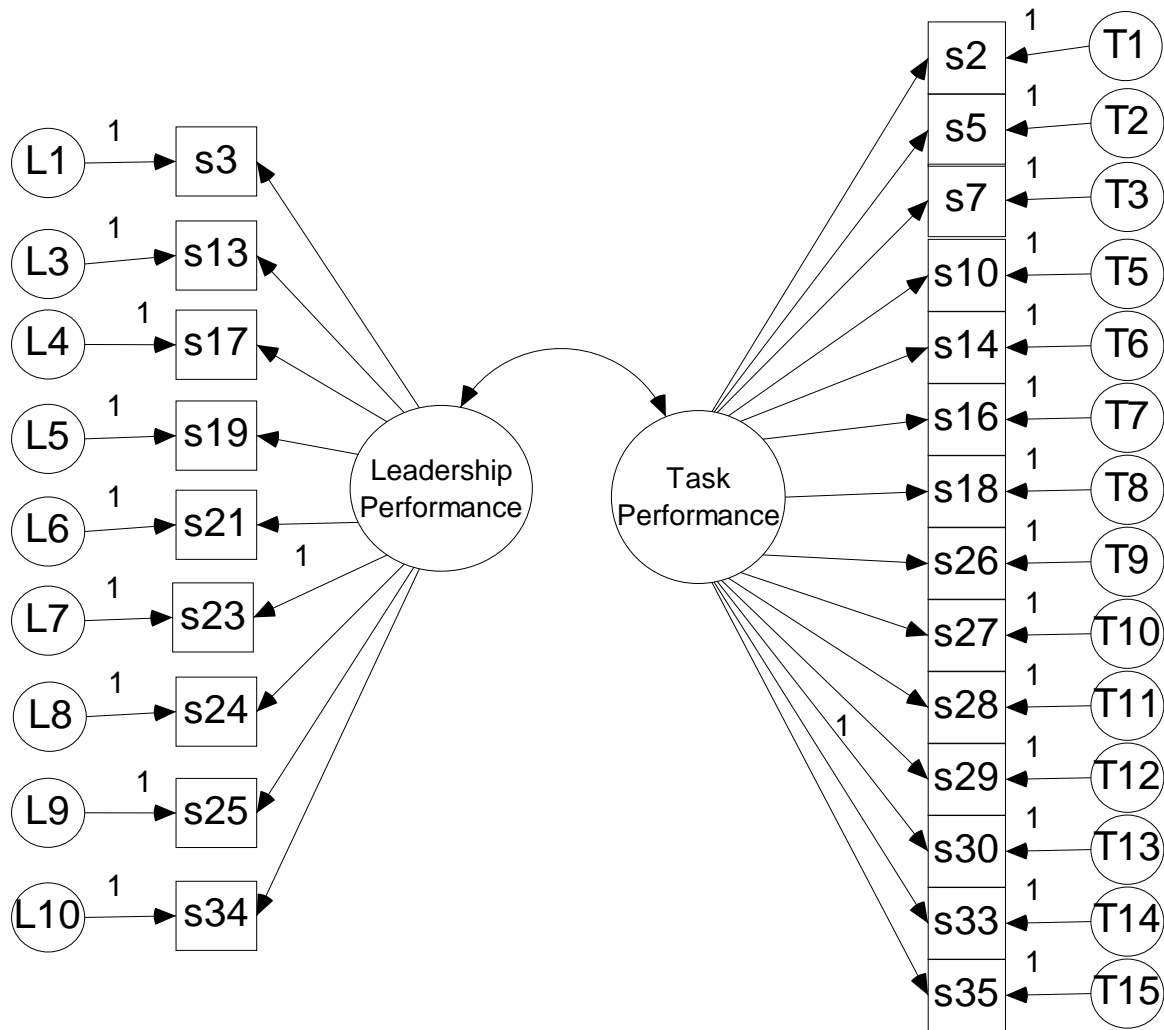 1
L1
s3
1
L3
s13
1
L4
s17
1
L5
s19
1
L6
s21
1
1
L7
s23
1
L8
s24
1
L9
s25
1
L10
s34
Leadership
Performance
Task
Performance
1
s2
T1
1
s5
T2
1
s7
T3
1
s10
T5
1
s14
T6
1
s16
T7
1
s18
T8
1
s26
T9
1
s27
T10
1
s28
T11
1
1
s29
T12
1
s30
T13
1
s33
T14
1
s35
T15